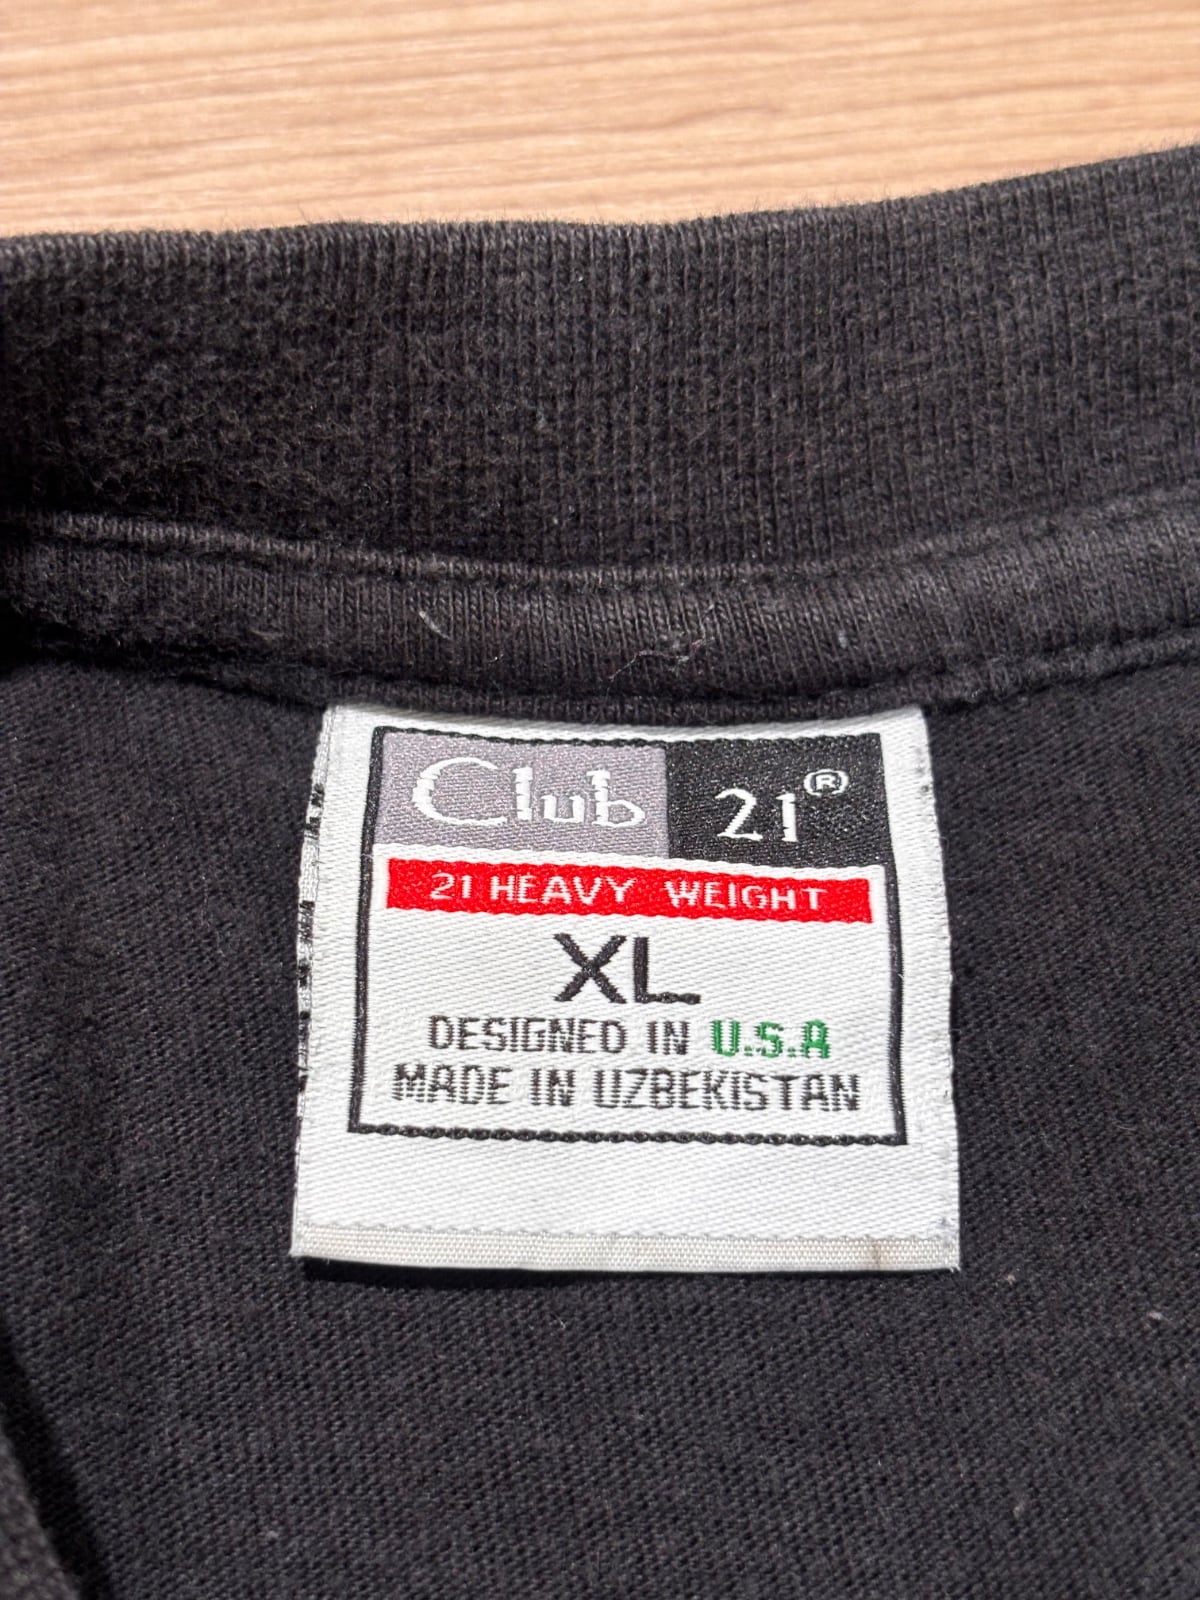 Club 21®
21 HEAVY WEIGHT
XL
DESIGNED IN U.S.A
MADE IN UZBEKISTAN